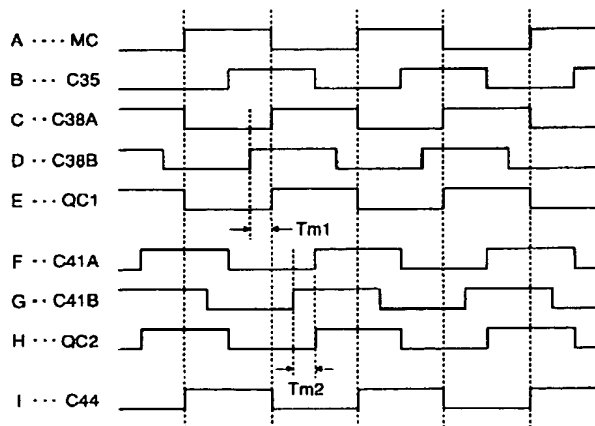 A ···· MC
B ··· C35
C ·· C38A
D ·· C38B
E ··· QC1
Tm1
F ·· C41A
G ·· C41B
H ··· QC2
Tm2
I ··· C44